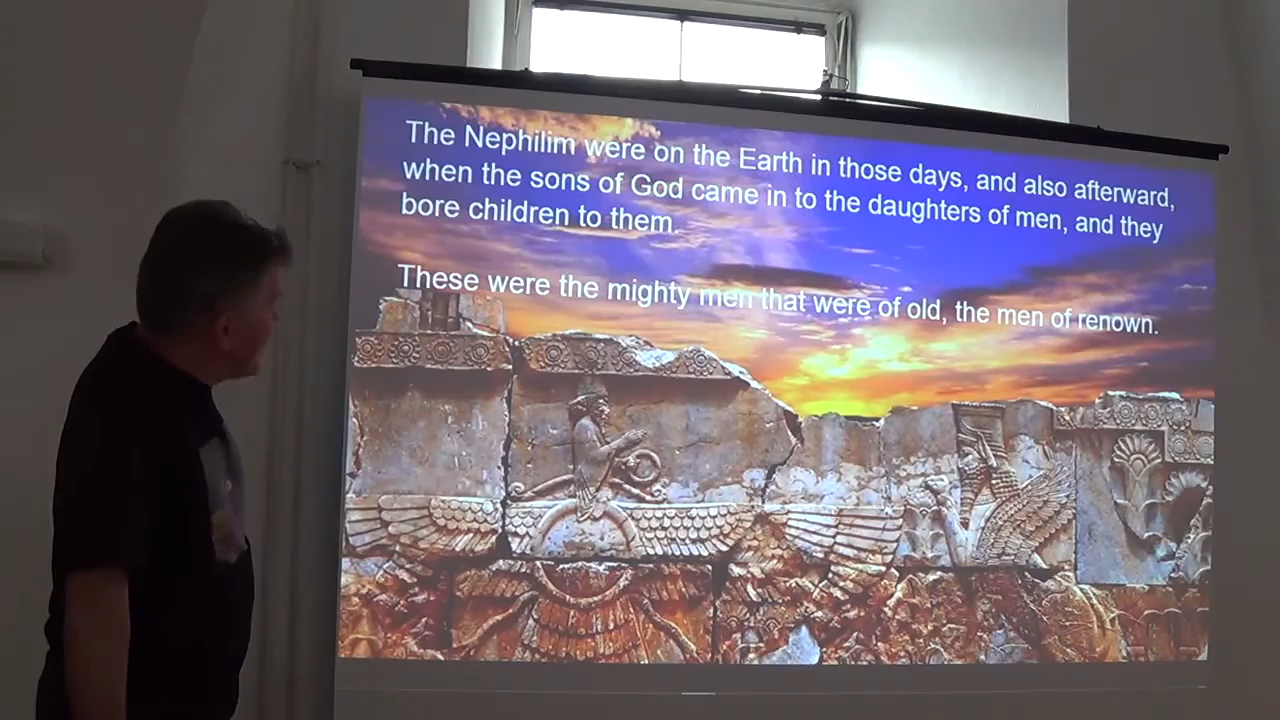 The Nephilim were on the Earth in those days, and also afterward,
when the sons of God came in to the daughters of men, and they
bore children to them.
These were the mighty men that were of old, the men of renown.